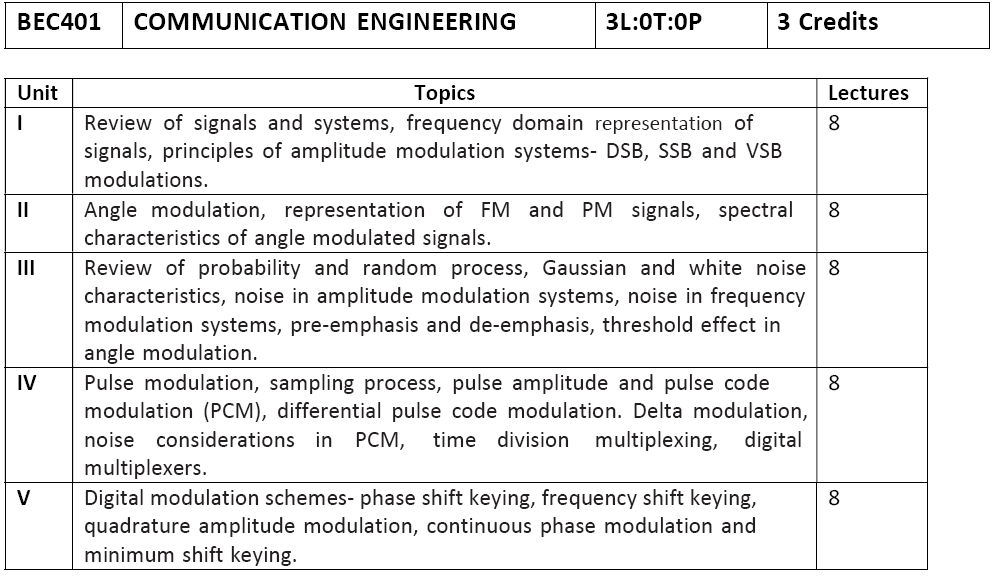 BEC401 COMMUNICATION ENGINEERING 3L:0T:0P 3 Credits
Unit Topics Lectures
I Review of signals and systems, frequency domain representation of 8
signals, principles of amplitude modulation systems- DSB, SSB and VSB
modulations.
II Angle modulation, representation of FM and PM signals, spectral 8
characteristics of angle modulated signals.
III Review of probability and random process, Gaussian and white noise 8
characteristics, noise in amplitude modulation systems, noise in frequency
modulation systems, pre-emphasis and de-emphasis, threshold effect in
angle modulation.
IV Pulse modulation, sampling process, pulse amplitude and pulse code 8
modulation (PCM), differential pulse code modulation. Delta modulation,
noise considerations in PCM, time division multiplexing, digital
multiplexers.
V Digital modulation schemes- phase shift keying, frequency shift keying, 8
quadrature amplitude modulation, continuous phase modulation and
minimum shift keying.